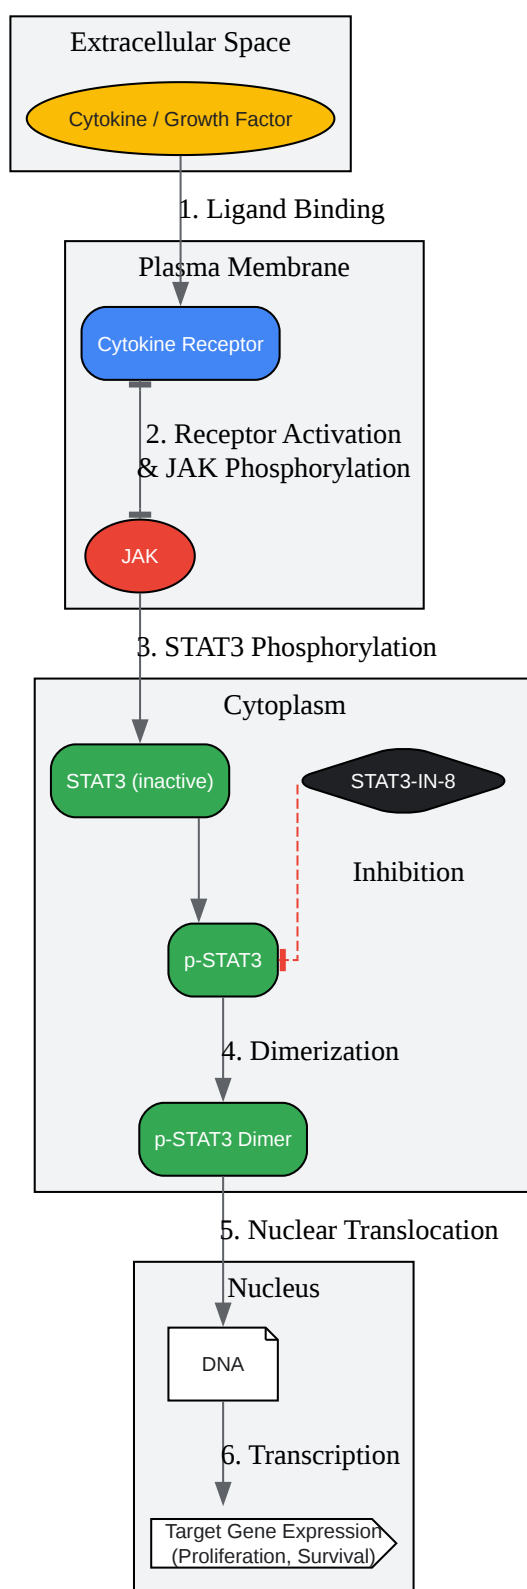 Extracellular Space
Cytokine / Growth Factor
1. Ligand Binding
Plasma Membrane
Cytokine Receptor
2. Receptor Activation
& JAK Phosphorylation
JAK
3. STAT3 Phosphorylation
Cytoplasm
STAT3 (inactive)
STAT3-IN-8
Inhibition
p-STAT3
4. Dimerization
p-STAT3 Dimer
5. Nuclear Translocation
Nucleus
DNA
6. Transcription
Target Gene Expression
(Proliferation, Survival)